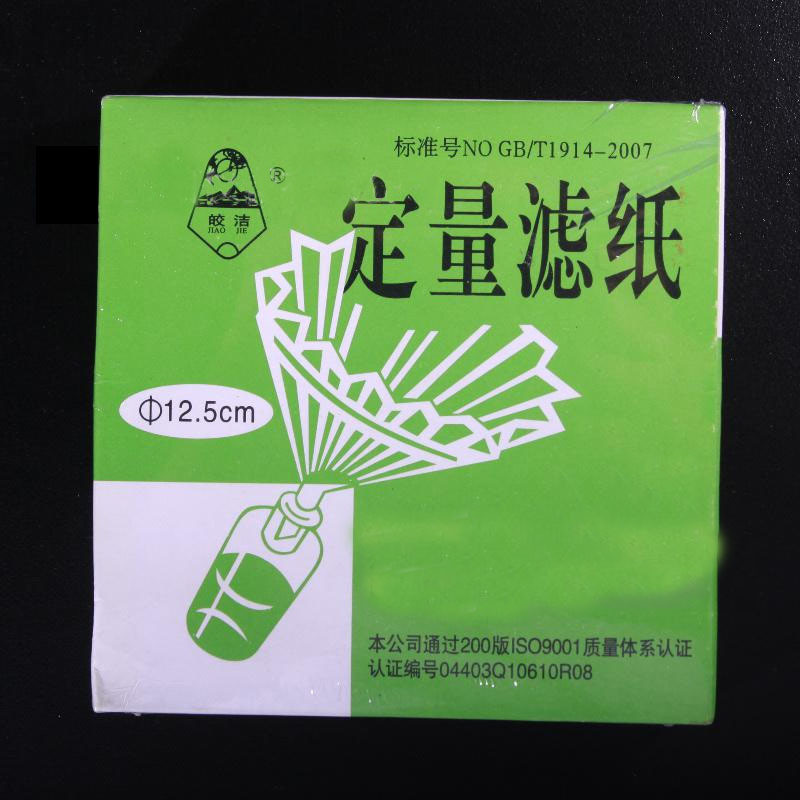 标准号NO GB/T1914-2007
皎洁
JIAO JIE
®
定量滤纸
Φ12.5cm
本公司通过200版ISO9001质量体系认证
认证编号04403Q10610R08